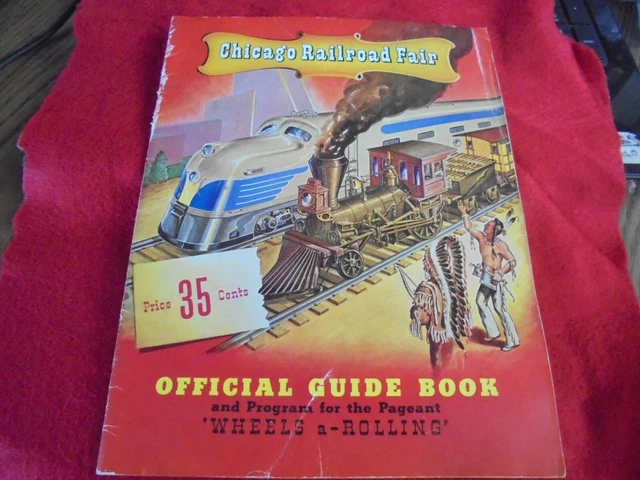 Chicago Railroad Fair
Price 35 Cents
OFFICIAL GUIDE BOOK
and Program for the Pageant
'WHEELS a-ROLLING'